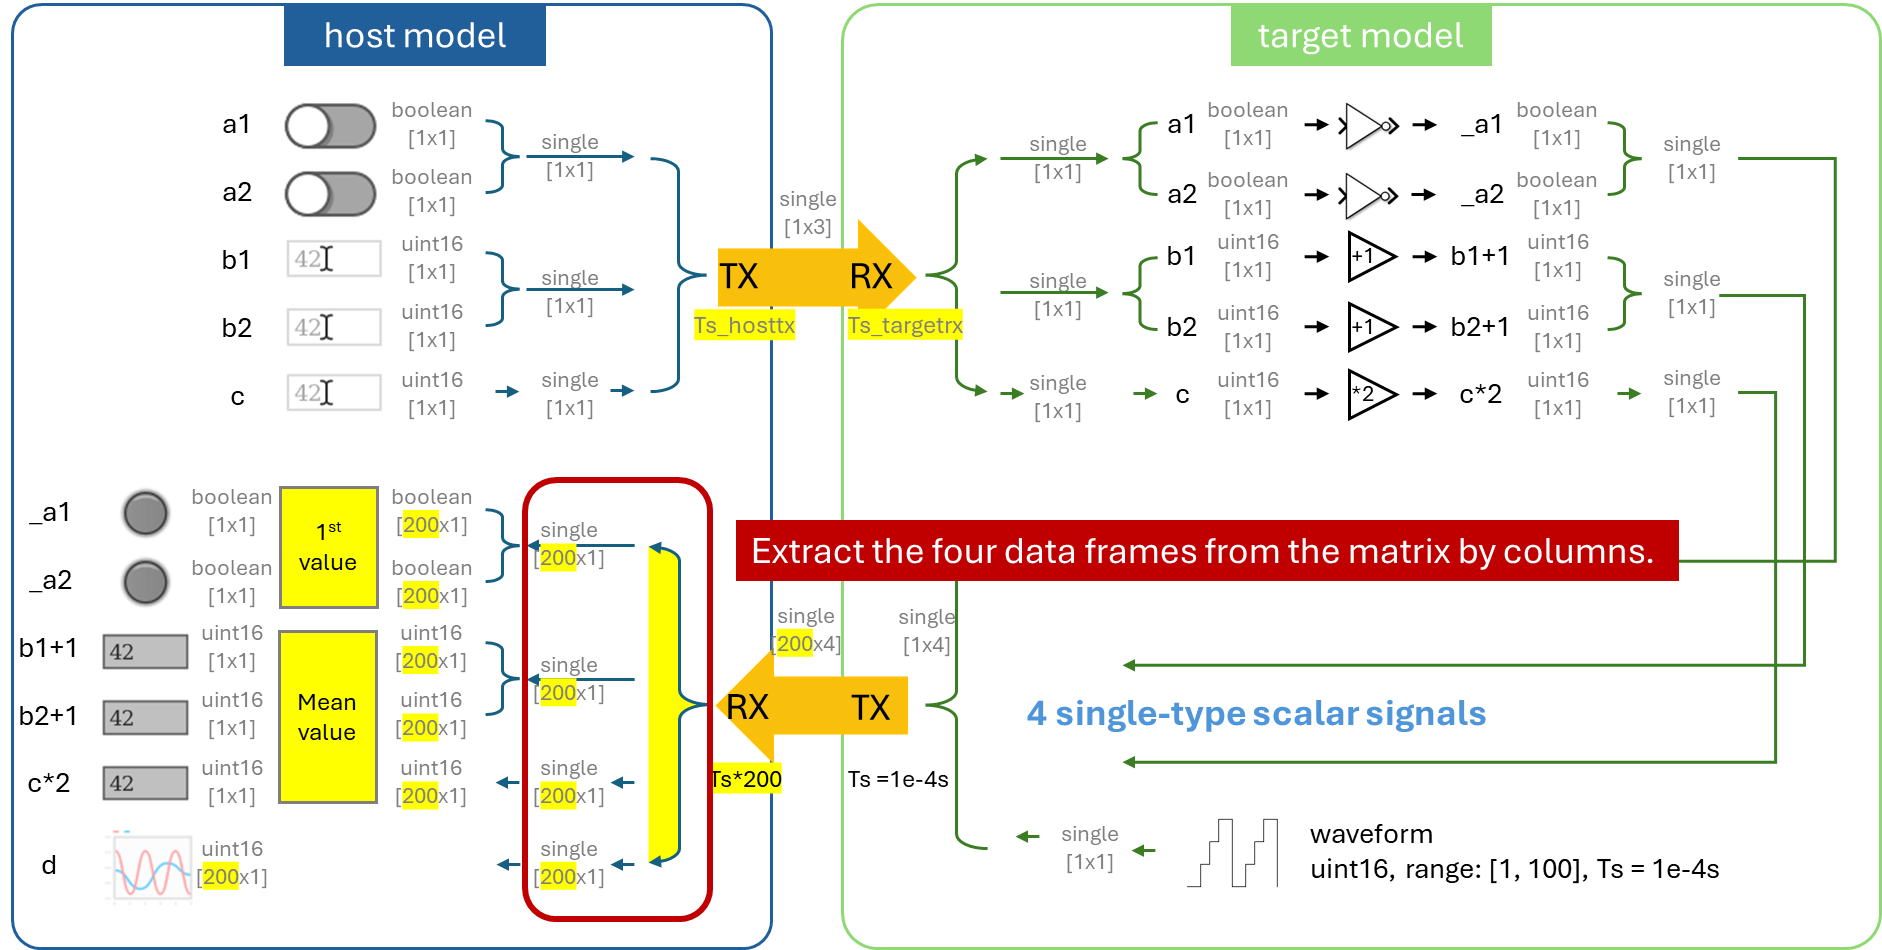 host model
target model
a1
boolean
[1x1]
a2
boolean
[1x1]
single
[1x1]
b1
42
uint16
[1x1]
b2
42
uint16
[1x1]
single
[1x1]
c
42
uint16
[1x1]
single
[1x1]
single
[1x3]
TX
RX
Ts_hosttx
Ts_targetrx
single
[1x1]
a1
boolean
[1x1]
_a1
boolean
[1x1]
a2
boolean
[1x1]
_a2
boolean
[1x1]
single
[1x1]
single
[1x1]
b1
uint16
[1x1]
+1
b1+1
uint16
[1x1]
b2
uint16
[1x1]
+1
b2+1
uint16
[1x1]
single
[1x1]
single
[1x1]
c
uint16
[1x1]
*2
c*2
uint16
[1x1]
single
[1x1]
_a1
boolean
[1x1]
1st
value
boolean
[200x1]
_a2
boolean
[1x1]
boolean
[200x1]
single
[200x1]
Extract the four data frames from the matrix by columns.
b1+1
42
uint16
[1x1]
Mean
value
uint16
[200x1]
b2+1
42
uint16
[1x1]
uint16
[200x1]
single
[200x1]
c*2
42
uint16
[1x1]
uint16
[200x1]
single
[200x1]
d
uint16
[200x1]
single
[200x1]
single
[200x4]
single
[1x4]
RX
TX
Ts*200
Ts =1e-4s
4 single-type scalar signals
single
[1x1]
waveform
uint16, range: [1, 100], Ts = 1e-4s